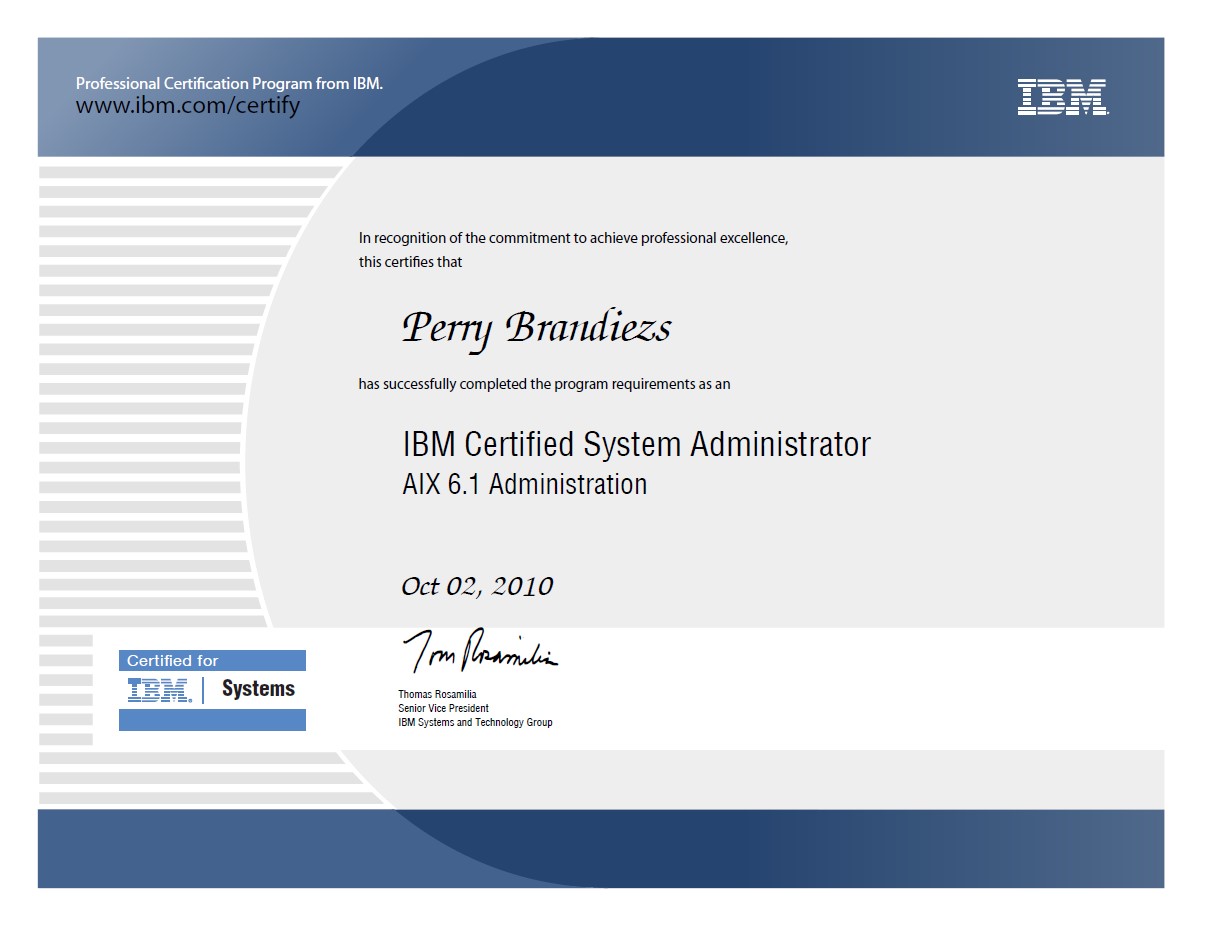 Professional Certification Program from IBM.
www.ibm.com/certify
IBM.
In recognition of the commitment to achieve professional excellence,
this certifies that
Perry Brandiezs
has successfully completed the program requirements as an
IBM Certified System Administrator
AIX 6.1 Administration
Oct 02, 2010
Tom Rosamilia
Certified for
IBM. Systems
Thomas Rosamilia
Senior Vice President
IBM Systems and Technology Group